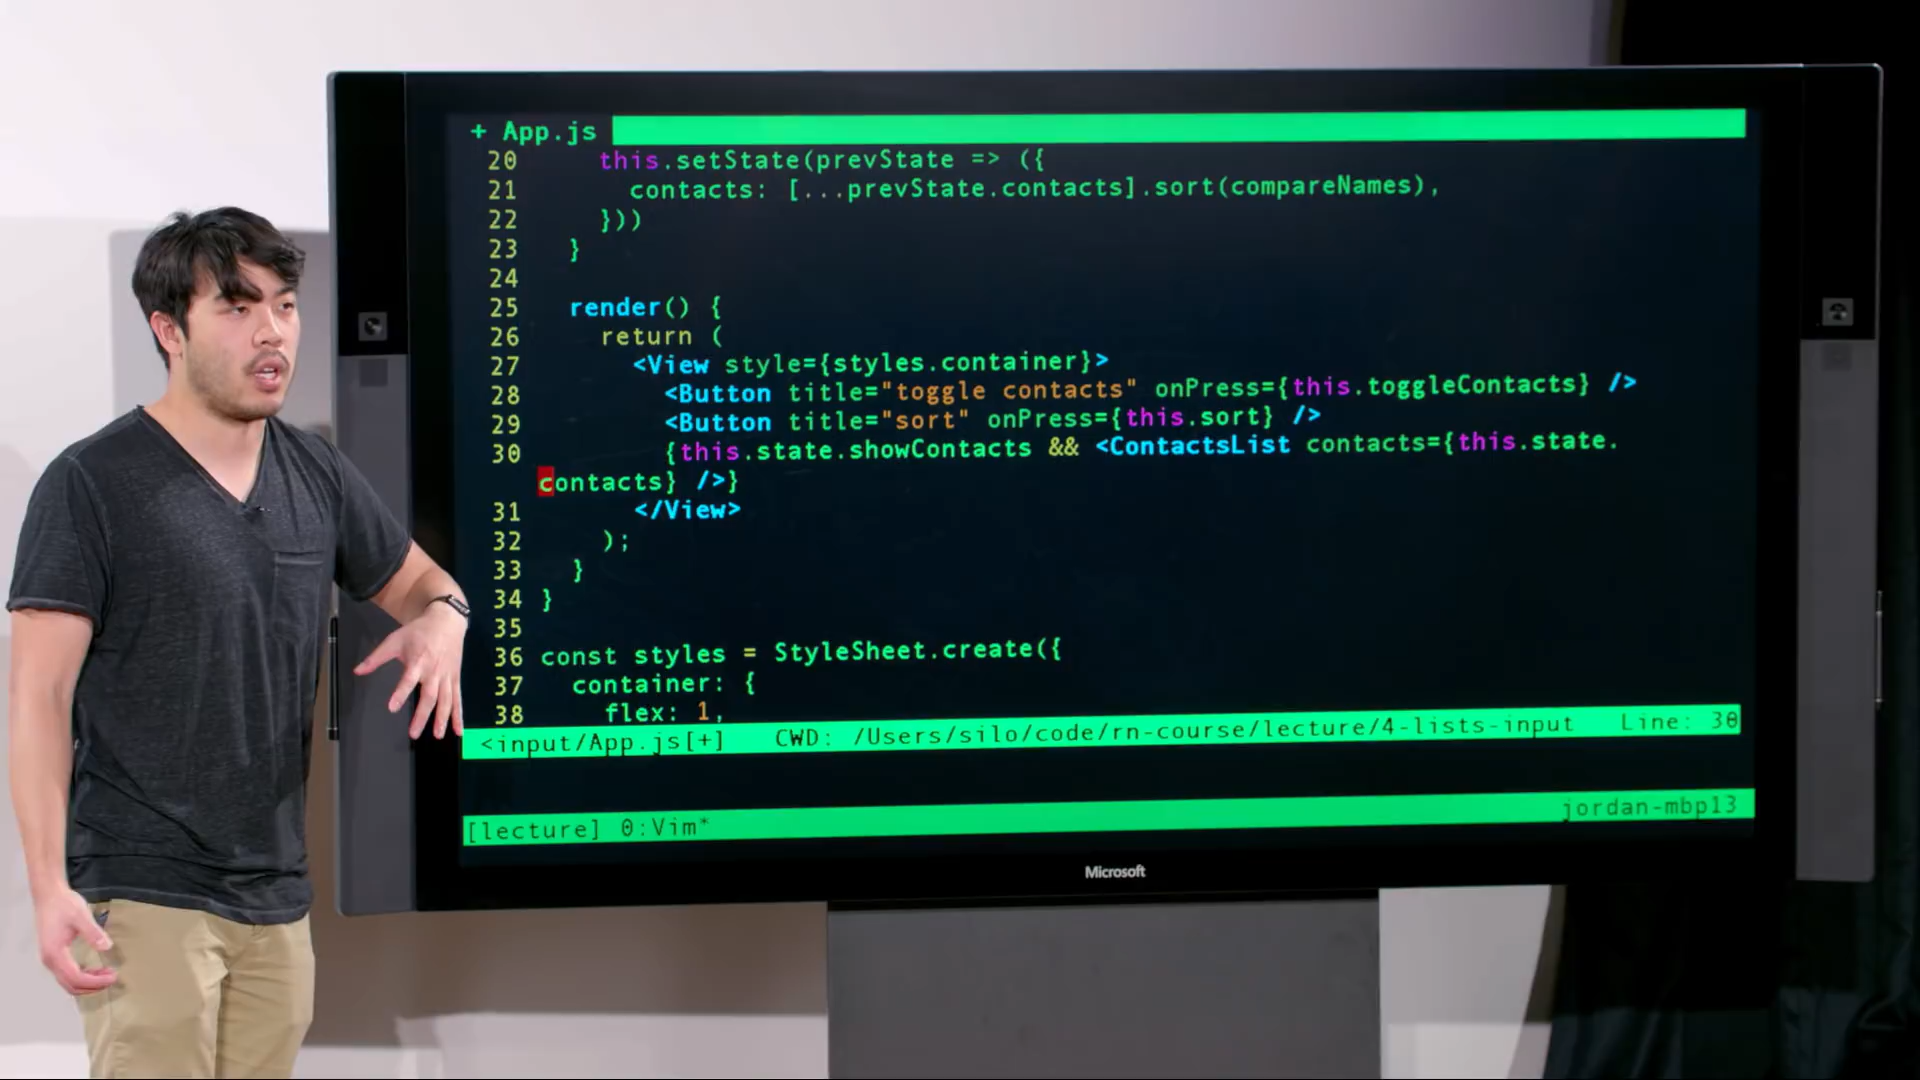 + App.js
20 this.setState(prevState => ({
21 contacts: [...prevState.contacts].sort(compareNames),
22 }))
23 }
24
25 render() {
26 return (
27 <View style={styles.container}>
28 <Button title="toggle contacts" onPress={this.toggleContacts} />
29 <Button title="sort" onPress={this.sort} />
30 {this.state.showContacts && <ContactsList contacts={this.state.
contacts} />}
31 </View>
32 );
33 }
34 }
35
36 const styles = StyleSheet.create({
37 container: {
38 flex: 1,
<input/App.js[+] CWD: /Users/silo/code/rn-course/lecture/4-lists-input Line: 30
[lecture] 0:Vim* jordan-mbp13
Microsoft